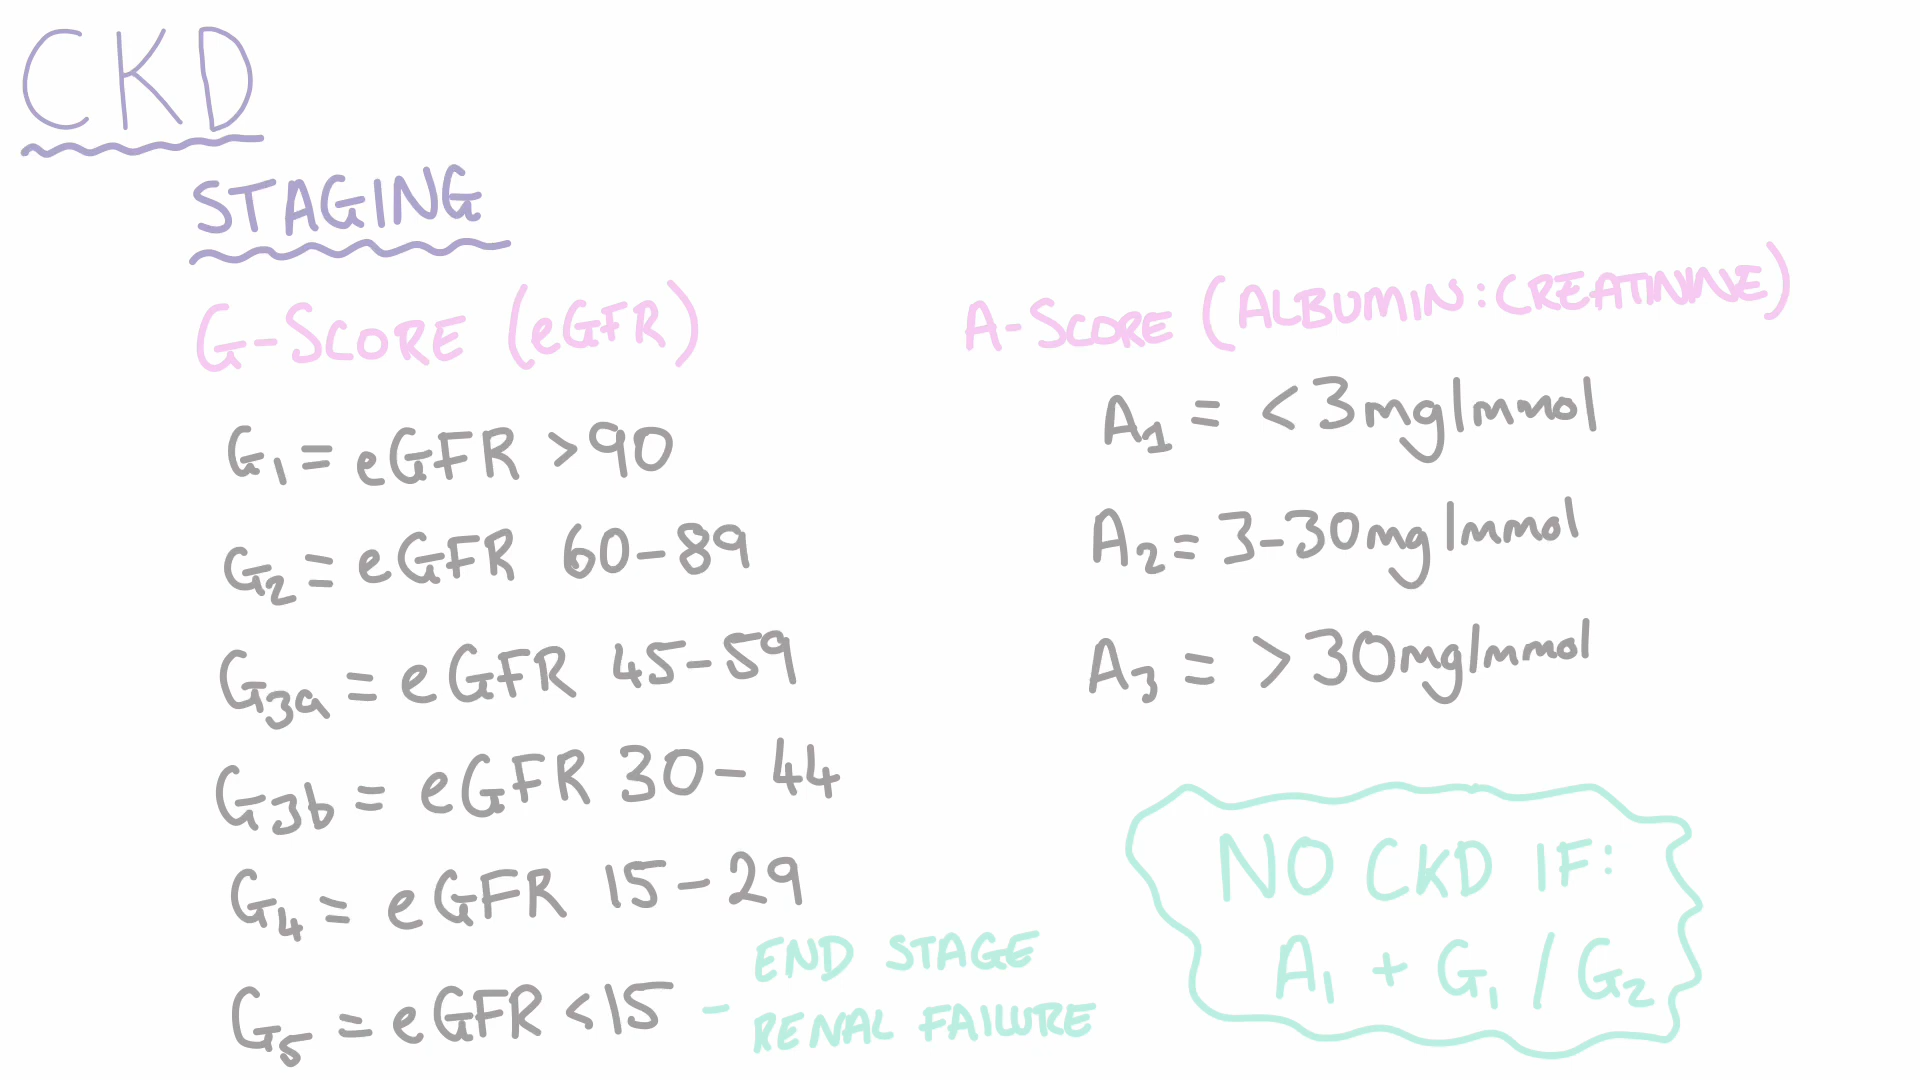 CKD
STAGING
G-SCORE (eGFR)
G1 = eGFR >90
G2 = eGFR 60-89
G3a = eGFR 45-59
G3b = eGFR 30-44
G4 = eGFR 15-29
G5 = eGFR <15 - END STAGE
RENAL FAILURE
A-SCORE (ALBUMIN:CREATININE)
A1 = <3mg/mmol
A2 = 3-30mg/mmol
A3 = >30mg/mmol
NO CKD IF:
A1 + G1 / G2